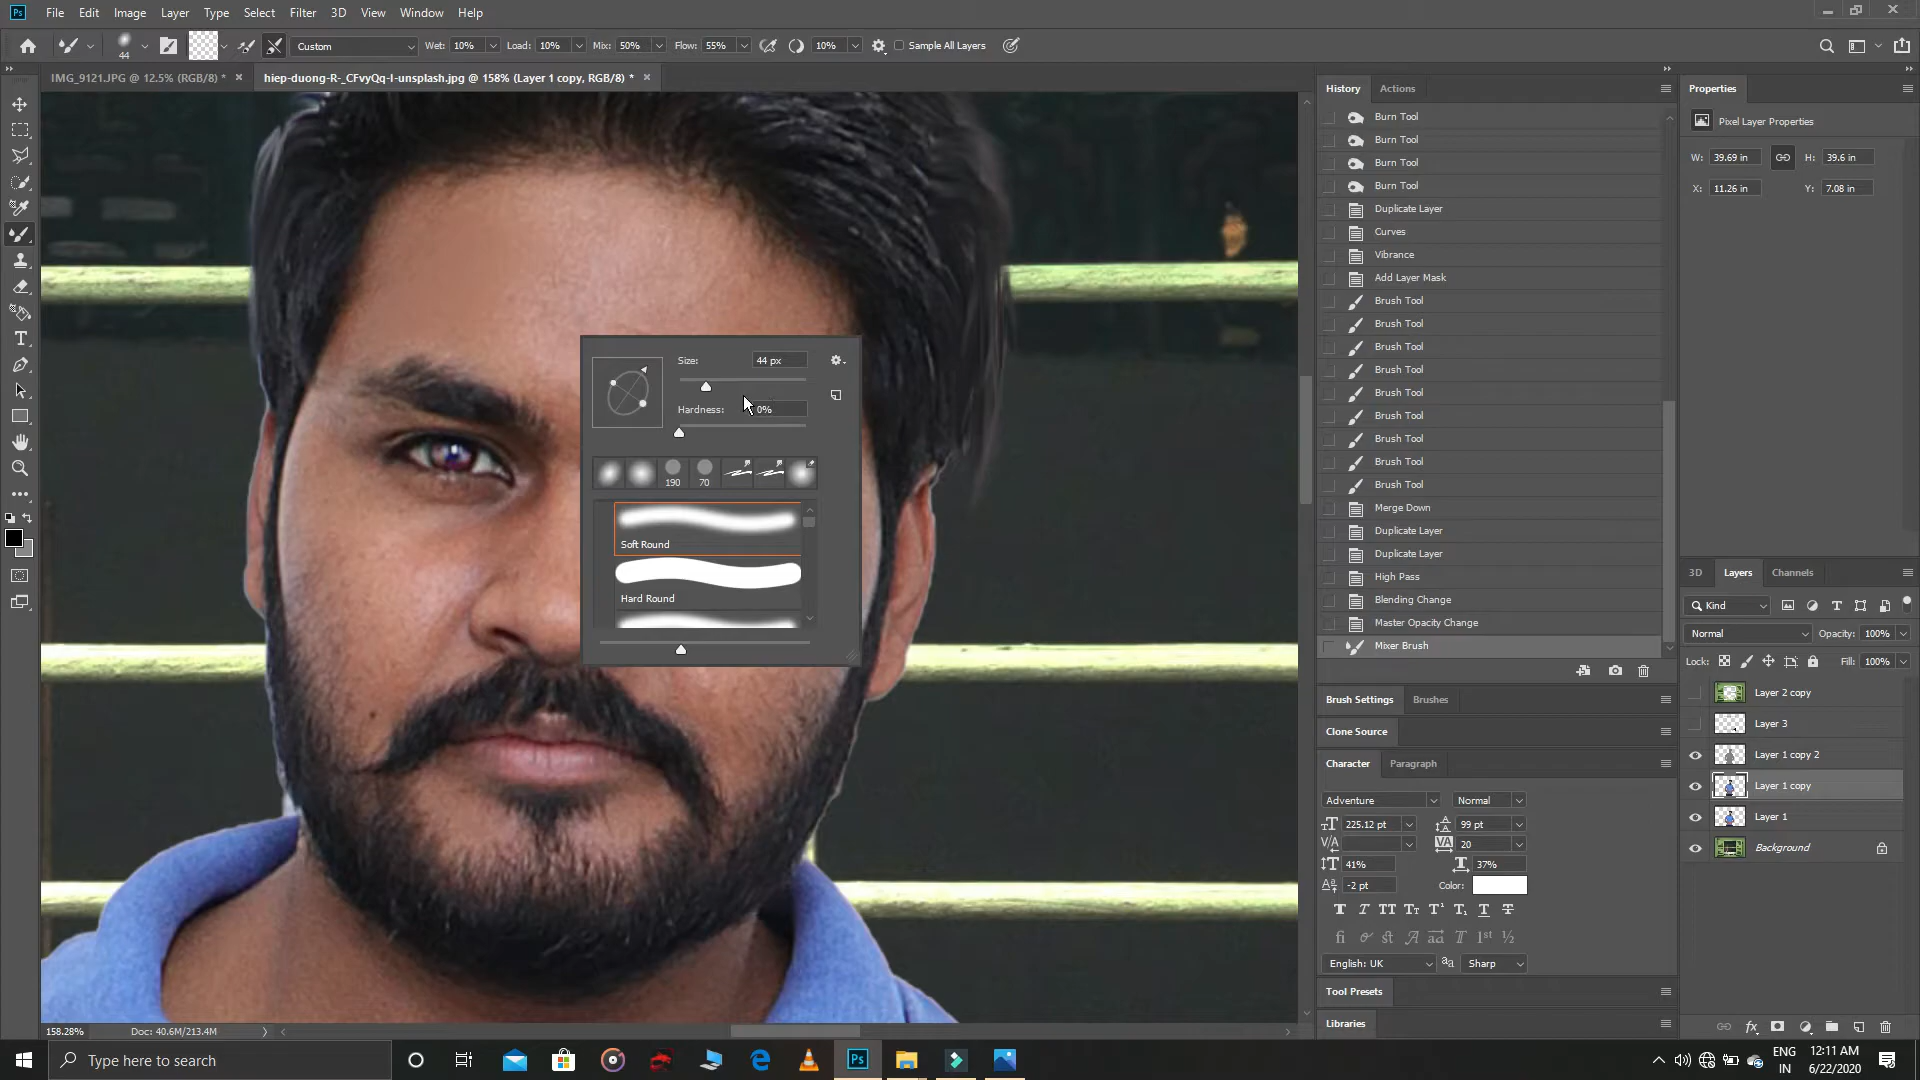 Ps File Edit Image Layer Type Select Filter 3D View Window Help
44 Custom Wet: 10% Load: 10% Mix: 50% Flow: 55% 10% Sample All Layers
IMG_9121.JPG @ 12.5% (RGB/8) * × hiep-duong-R-_CFvyQq-I-unsplash.jpg @ 158% (Layer 1 copy, RGB/8) * ×
Size: 44 px
Hardness: 0%
190 70
Soft Round
Hard Round
158.28% Doc: 40.6M/213.4M
History Actions
Burn Tool
Burn Tool
Burn Tool
Burn Tool
Duplicate Layer
Curves
Vibrance
Add Layer Mask
Brush Tool
Brush Tool
Brush Tool
Brush Tool
Brush Tool
Brush Tool
Brush Tool
Brush Tool
Brush Tool
Merge Down
Duplicate Layer
Duplicate Layer
High Pass
Blending Change
Master Opacity Change
Mixer Brush
Brush Settings Brushes
Clone Source
Character Paragraph
Adventure Normal
225.12 pt 99 pt
20
41% 37%
-2 pt Color:
English: UK Sharp
Tool Presets
Libraries
Properties
Pixel Layer Properties
W: 39.69 in H: 39.6 in
X: 11.26 in Y: 7.08 in
3D Layers Channels
Kind
Normal Opacity: 100%
Lock: Fill: 100%
Layer 2 copy
Layer 3
Layer 1 copy 2
Layer 1 copy
Layer 1
Background
Type here to search
ENG
IN
12:11 AM
6/22/2020